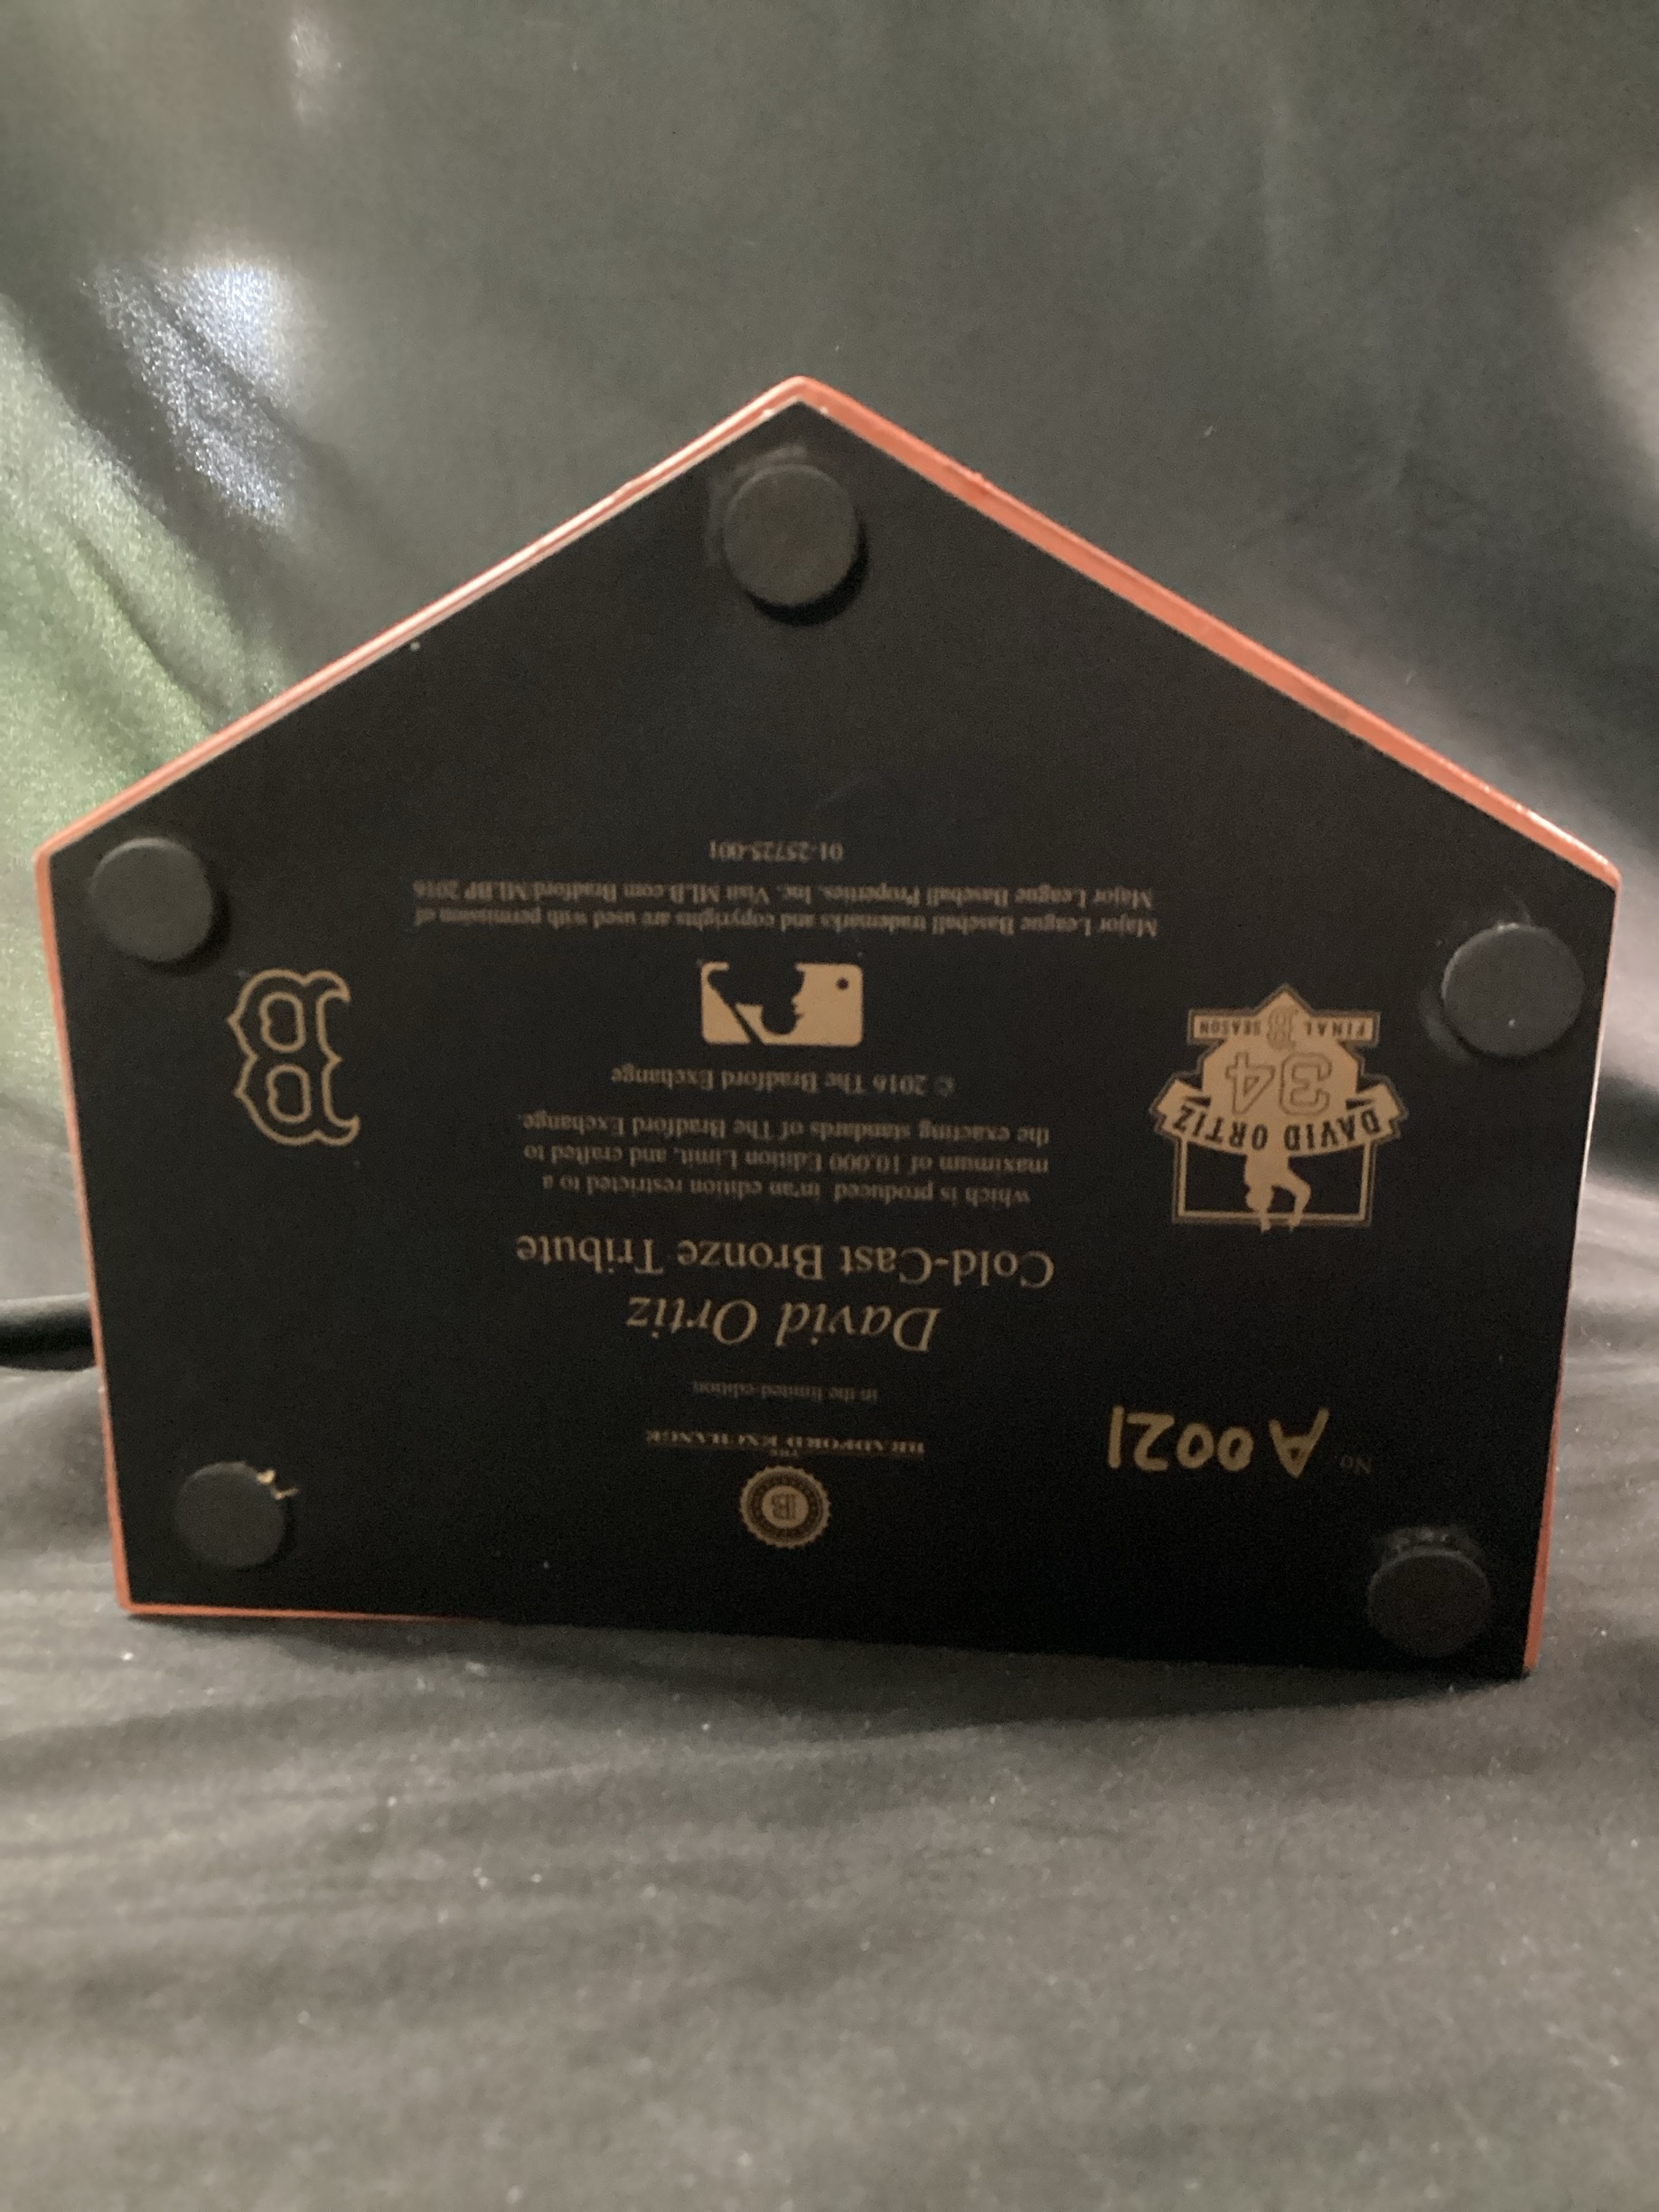 THE
BRADFORD EXCHANGE
in the limited-edition
No. A0021
David Ortiz
Cold-Cast Bronze Tribute
which is produced in an edition restricted to a
maximum of 10,000 Edition Limit, and crafted to
the exacting standards of The Bradford Exchange.
© 2016 The Bradford Exchange
DAVID ORTIZ
34
FINAL B SEASON
B
Major League Baseball trademarks and copyrights are used with permission of
Major League Baseball Properties, Inc. Visit MLB.com Bradford/MLBP 2016
01-25725-001